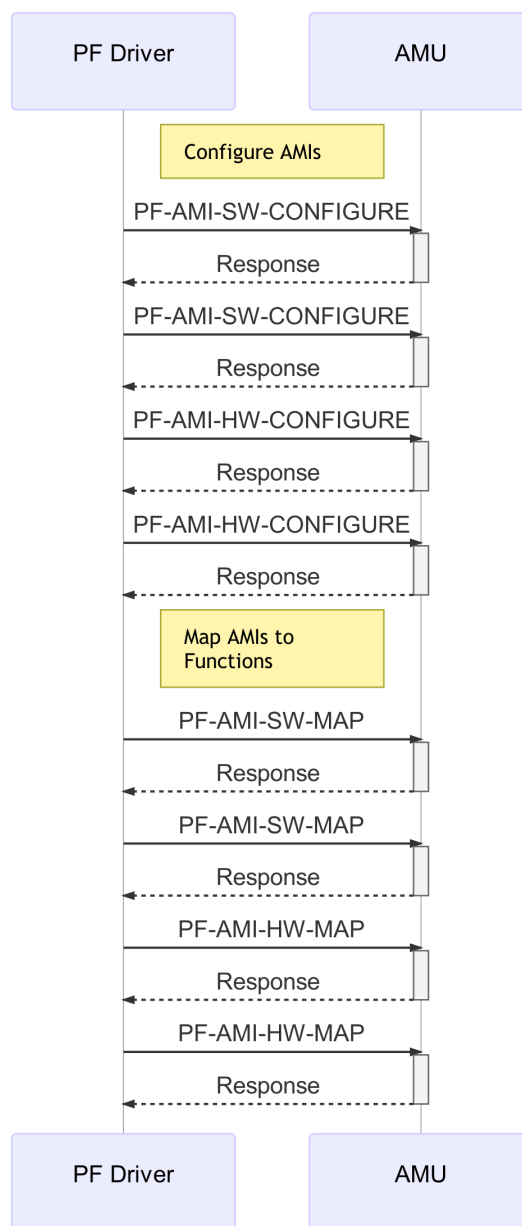 PF Driver
AMU
Configure AMIs
PF-AMI-SW-CONFIGURE
Response
PF-AMI-SW-CONFIGURE
Response
PF-AMI-HW-CONFIGURE
Response
PF-AMI-HW-CONFIGURE
Response
Map AMIs to
Functions
PF-AMI-SW-MAP
Response
PF-AMI-SW-MAP
Response
PF-AMI-HW-MAP
Response
PF-AMI-HW-MAP
Response
PF Driver
AMU